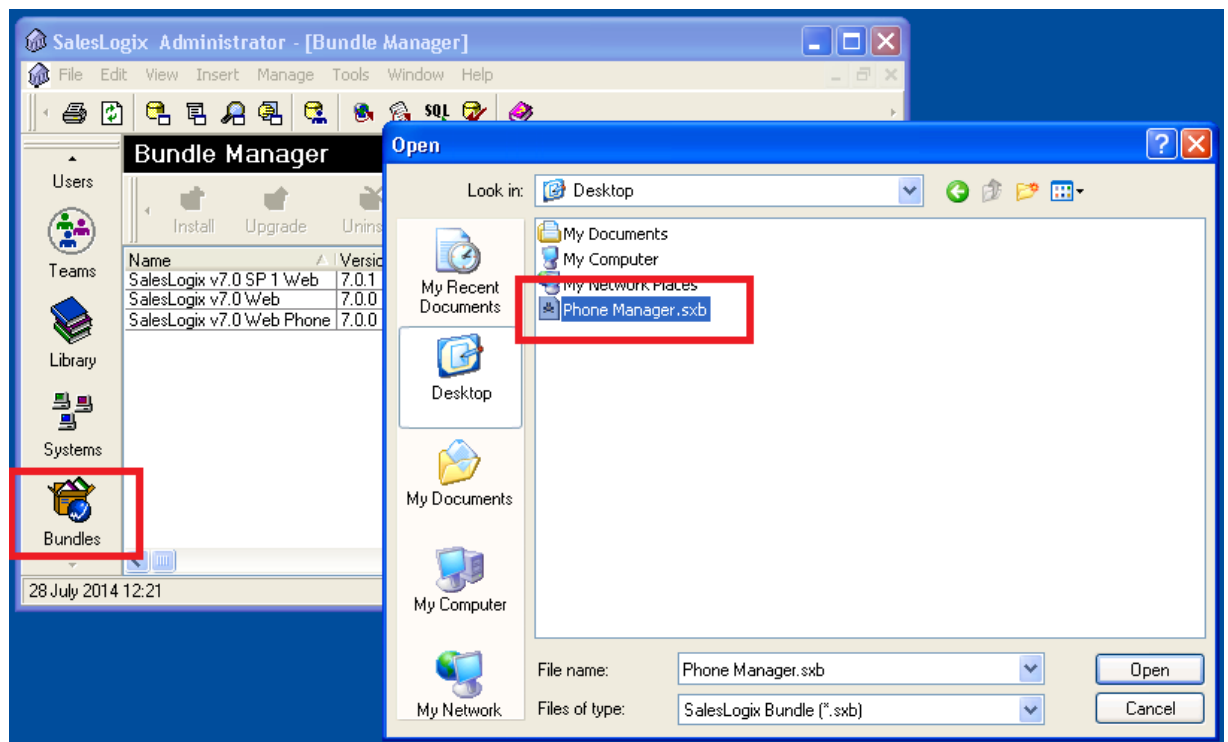 SalesLogix Administrator - [Bundle Manager]
File Edit View Insert Manage Tools Window Help
SQL
Bundle Manager
Users
Teams
Library
Systems
Bundles
Install Upgrade Unins
Name Versic
SalesLogix v7.0 SP 1 Web 7.0.1
SalesLogix v7.0 Web 7.0.0
SalesLogix v7.0 Web Phone 7.0.0
28 July 2014 12:21
Open
Look in: Desktop
My Recent
Documents
Desktop
My Documents
My Computer
My Network
My Documents
My Computer
My Network Places
Phone Manager.sxb
File name: Phone Manager.sxb Open
Files of type: SalesLogix Bundle (*.sxb) Cancel